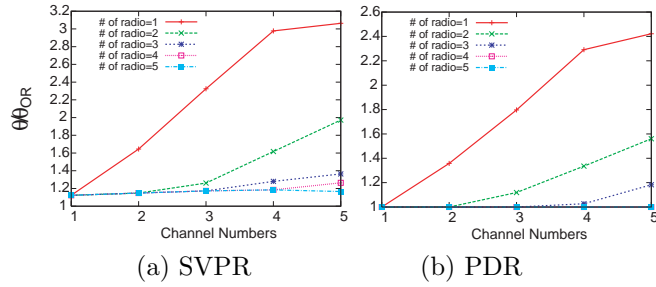 3.2
3
2.8
2.6
2.4
2.2
2
1.8
1.6
1.4
1.2
1
θ/θOR
# of radio=1
# of radio=2
# of radio=3
# of radio=4
# of radio=5
1 2 3 4 5
Channel Numbers
(a) SVPR
2.6
2.4
2.2
2
1.8
1.6
1.4
1.2
1
# of radio=1
# of radio=2
# of radio=3
# of radio=4
# of radio=5
1 2 3 4 5
Channel Numbers
(b) PDR